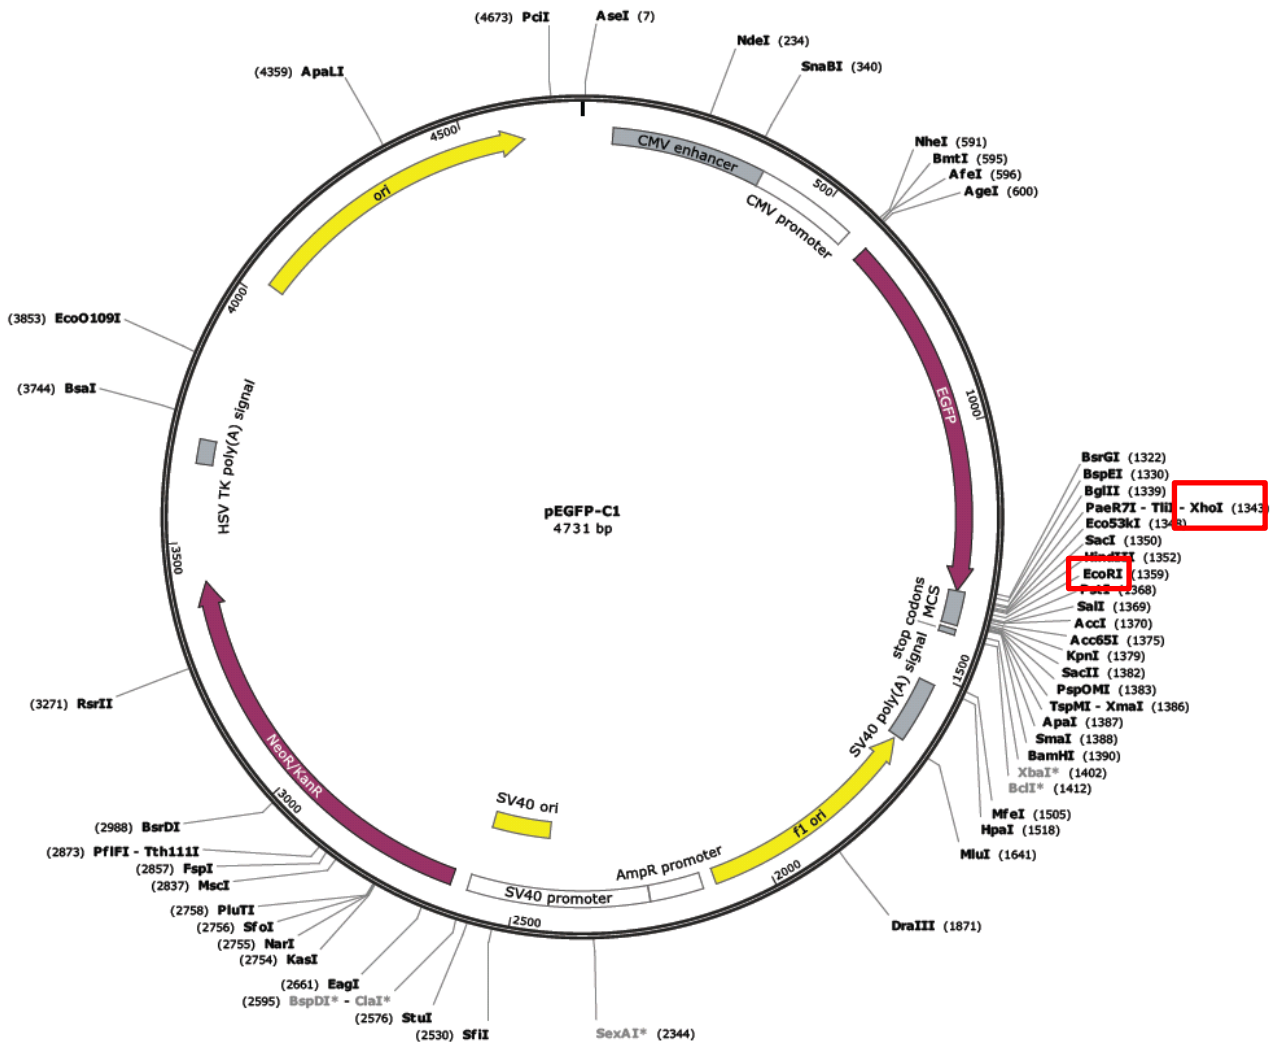 (4673) PciI
AseI (7)
NdeI (234)
SnaBI (340)
(4359) ApaLI
NheI (591)
BmtI (595)
AfeI (596)
AgeI (600)
4500
500
CMV enhancer
CMV promoter
ori
4000
(3853) EcoO109I
(3744) BsaI
HSV TK poly(A) signal
EGFP
1000
pEGFP-C1
4731 bp
BsrGI (1322)
BspEI (1330)
BglII (1339)
PaeR7I - TliI - XhoI (1343)
Eco53kI (1348)
SacI (1350)
HindIII (1352)
EcoRI (1359)
PstI (1368)
SalI (1369)
AccI (1370)
Acc65I (1375)
KpnI (1379)
SacII (1382)
PspOMI (1383)
TspMI - XmaI (1386)
ApaI (1387)
SmaI (1388)
BamHI (1390)
XbaI* (1402)
BclI* (1412)
MfeI (1505)
HpaI (1518)
MluI (1641)
MCS
stop codons
1500
SV40 poly(A) signal
3500
(3271) RsrII
NeoR/KanR
3000
SV40 ori
f1 ori
AmpR promoter
SV40 promoter
2000
2500
DraIII (1871)
(2988) BsrDI
(2873) PflFI - Tth111I
(2857) FspI
(2837) MscI
(2758) PluTI
(2756) SfoI
(2755) NarI
(2754) KasI
(2661) EagI
(2595) BspDI* - ClaI*
(2576) StuI
(2530) SfiI
SexAI* (2344)